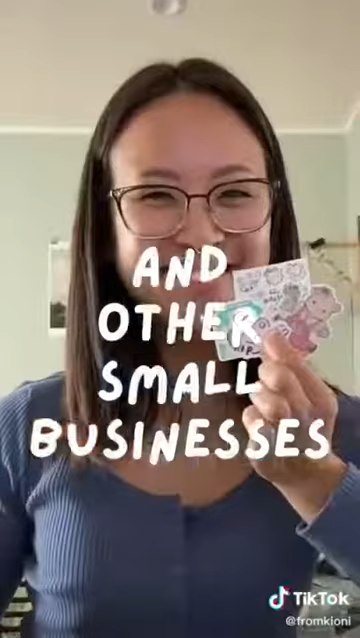 AND
OTHER
SMALL
BUSINESSES
TikTok
@fromkioni